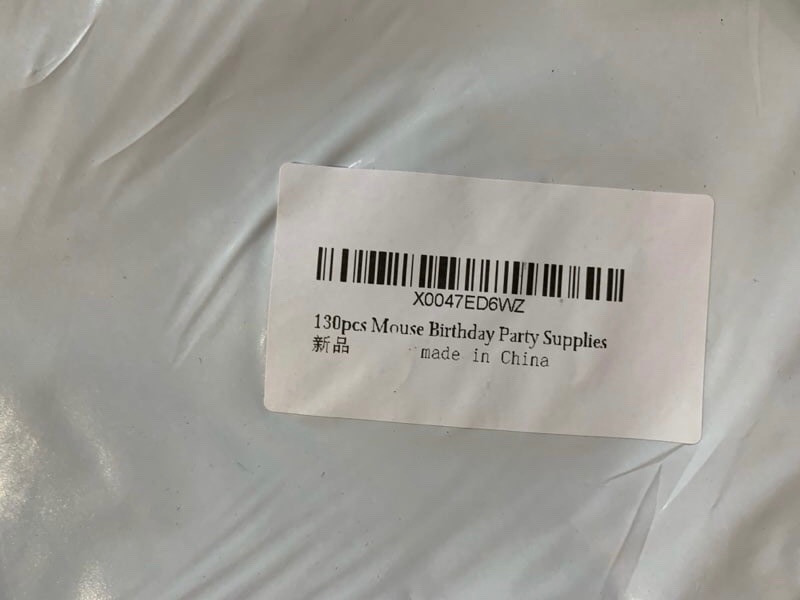 X0047ED6WZ
130pcs Mouse Birthday Party Supplies
新品 made in China